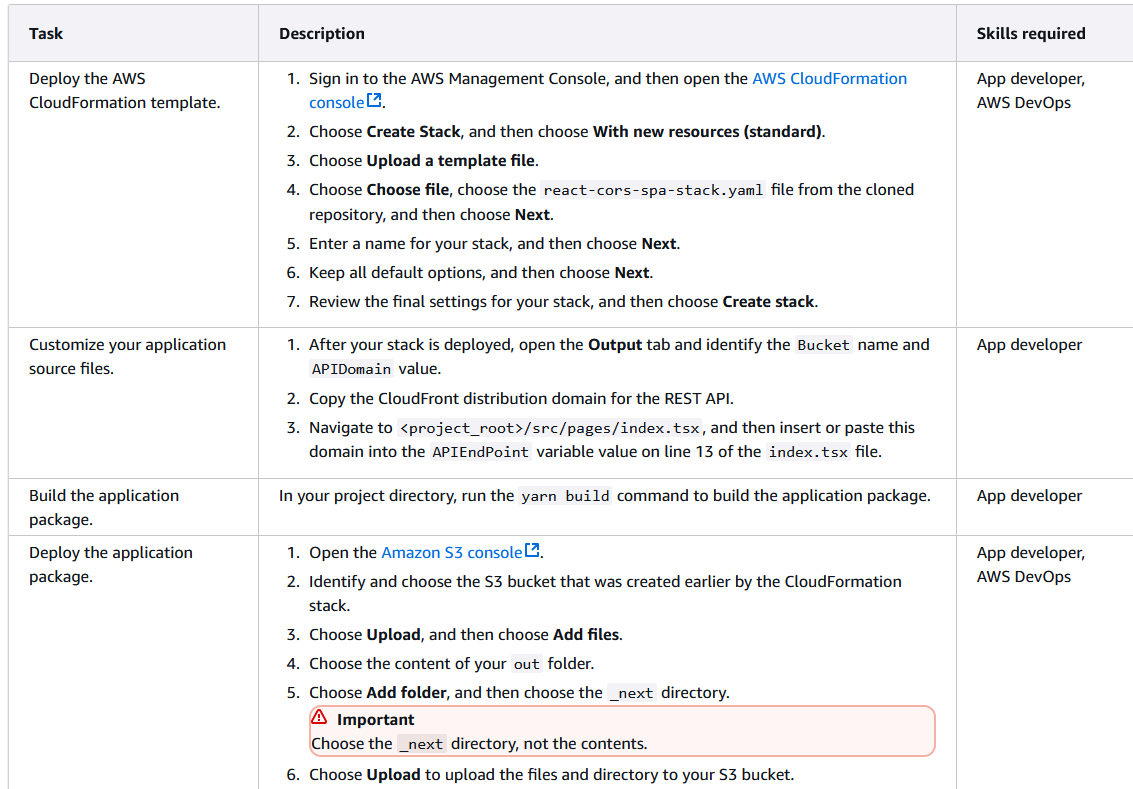 Task
Description
Skills required
Deploy the AWS
CloudFormation template.
1. Sign in to the AWS Management Console, and then open the AWS CloudFormation
console.
2. Choose Create Stack, and then choose With new resources (standard).
3. Choose Upload a template file.
4. Choose Choose file, choose the react-cors-spa-stack.yaml file from the cloned
repository, and then choose Next.
5. Enter a name for your stack, and then choose Next.
6. Keep all default options, and then choose Next.
7. Review the final settings for your stack, and then choose Create stack.
App developer,
AWS DevOps
Customize your application
source files.
1. After your stack is deployed, open the Output tab and identify the Bucket name and
APIDomain value.
2. Copy the CloudFront distribution domain for the REST API.
3. Navigate to <project_root>/src/pages/index.tsx, and then insert or paste this
domain into the APIEndPoint variable value on line 13 of the index.tsx file.
App developer
Build the application
package.
In your project directory, run the yarn build command to build the application package.
App developer
Deploy the application
package.
1. Open the Amazon S3 console.
2. Identify and choose the S3 bucket that was created earlier by the CloudFormation
stack.
3. Choose Upload, and then choose Add files.
4. Choose the content of your out folder.
5. Choose Add folder, and then choose the _next directory.
Important
Choose the _next directory, not the contents.
6. Choose Upload to upload the files and directory to your S3 bucket.
App developer,
AWS DevOps